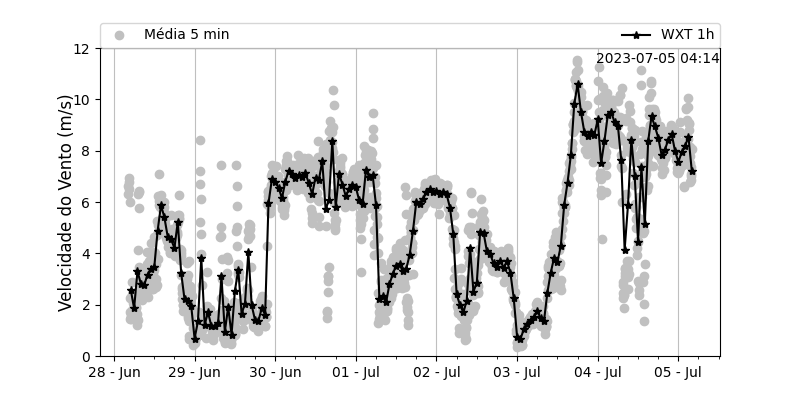 Média 5 min
WXT 1h
2023-07-05 04:14
Velocidade do Vento (m/s)
12
10
8
6
4
2
0
28 - Jun
29 - Jun
30 - Jun
01 - Jul
02 - Jul
03 - Jul
04 - Jul
05 - Jul